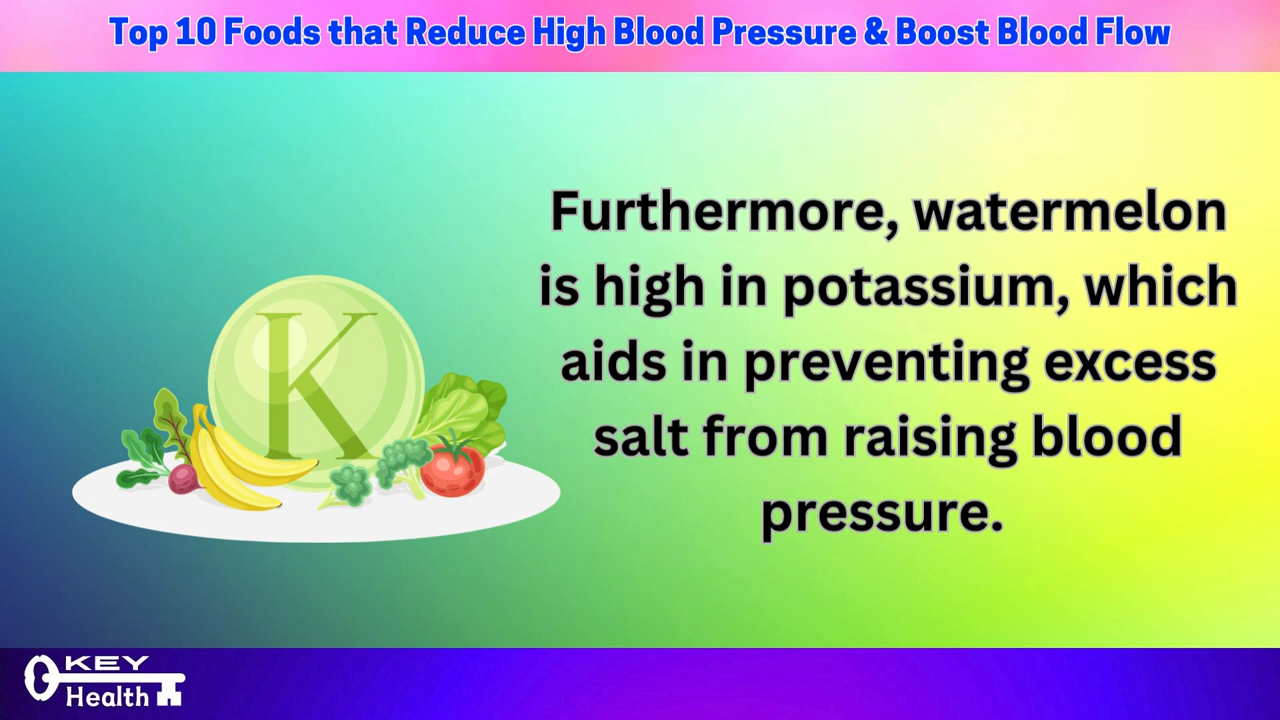 Top 10 Foods that Reduce High Blood Pressure & Boost Blood Flow
K
Furthermore, watermelon
is high in potassium, which
aids in preventing excess
salt from raising blood
pressure.
KEY
Health